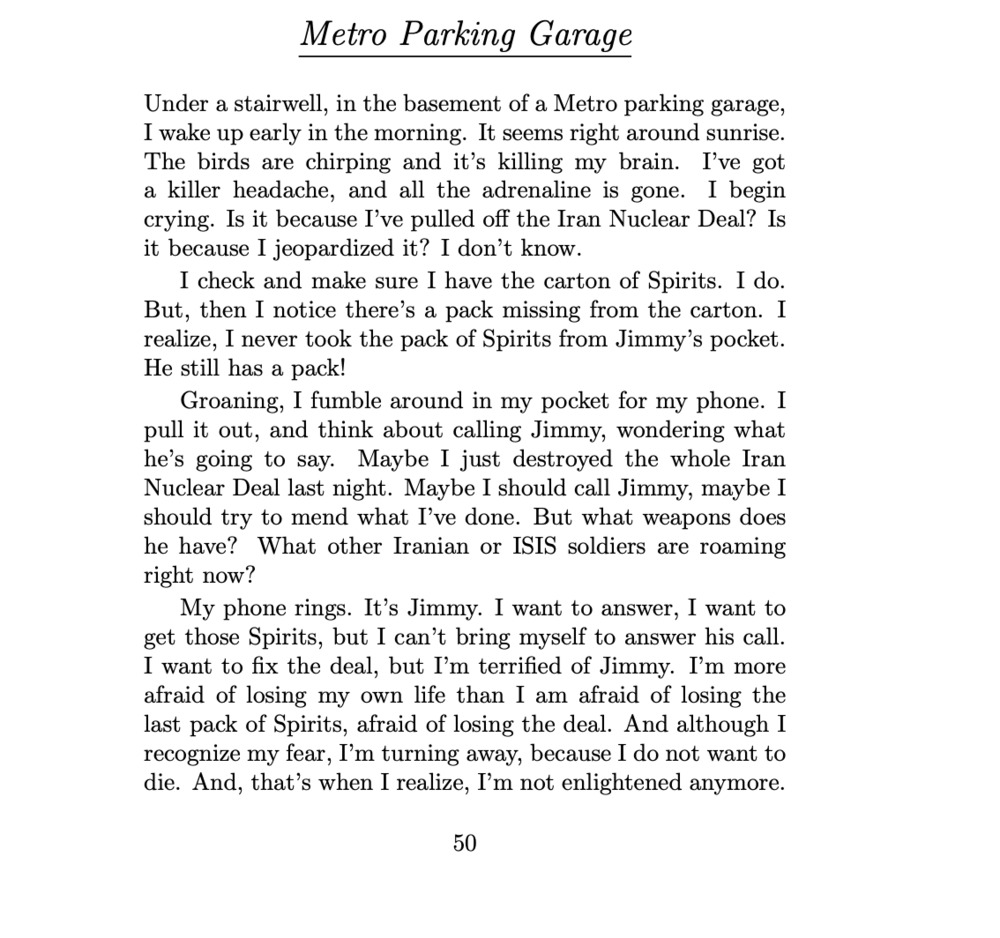 Metro Parking Garage
Under a stairwell, in the basement of a Metro parking garage,
I wake up early in the morning. It seems right around sunrise.
The birds are chirping and it's killing my brain. I've got
a killer headache, and all the adrenaline is gone. I begin
crying. Is it because I've pulled off the Iran Nuclear Deal? Is
it because I jeopardized it? I don't know.
I check and make sure I have the carton of Spirits. I do.
But, then I notice there's a pack missing from the carton. I
realize, I never took the pack of Spirits from Jimmy's pocket.
He still has a pack!
Groaning, I fumble around in my pocket for my phone. I
pull it out, and think about calling Jimmy, wondering what
he's going to say. Maybe I just destroyed the whole Iran
Nuclear Deal last night. Maybe I should call Jimmy, maybe I
should try to mend what I've done. But what weapons does
he have? What other Iranian or ISIS soldiers are roaming
right now?
My phone rings. It's Jimmy. I want to answer, I want to
get those Spirits, but I can't bring myself to answer his call.
I want to fix the deal, but I'm terrified of Jimmy. I'm more
afraid of losing my own life than I am afraid of losing the
last pack of Spirits, afraid of losing the deal. And although I
recognize my fear, I'm turning away, because I do not want to
die. And, that's when I realize, I'm not enlightened anymore.
50